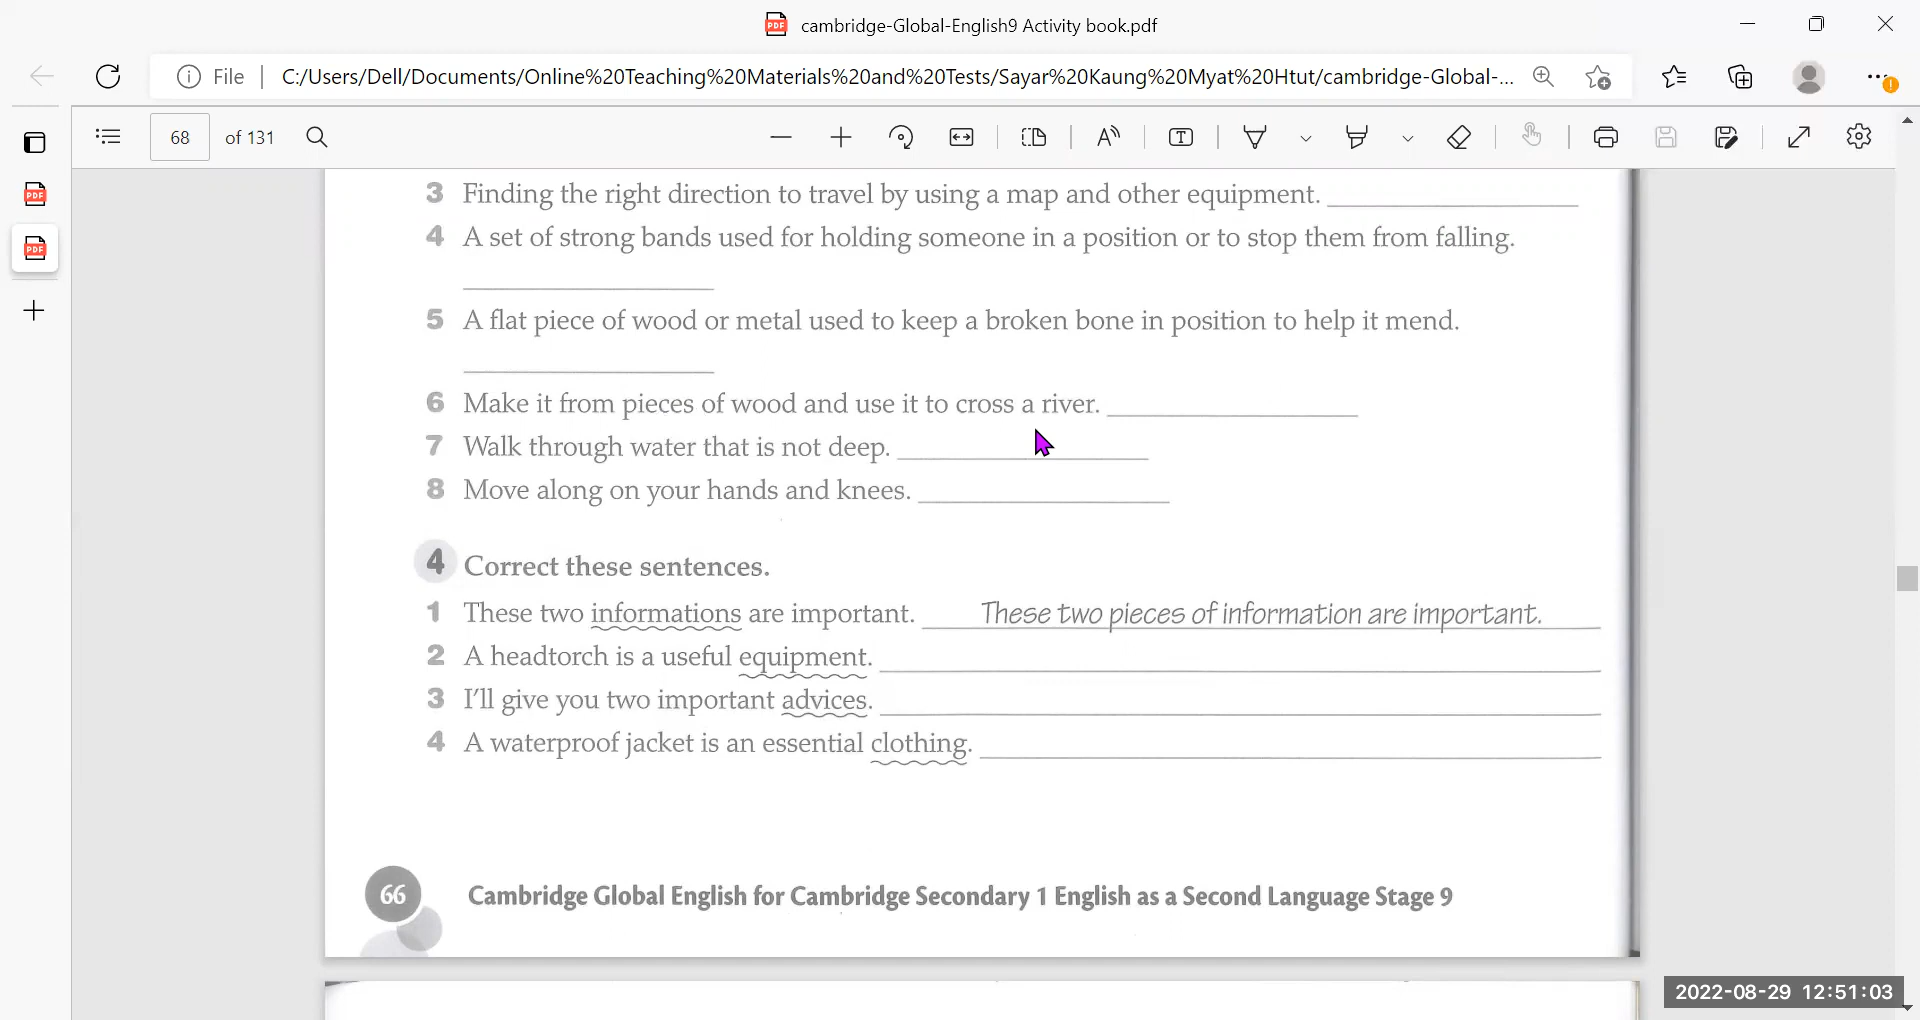 cambridge-Global-English9 Activity book.pdf
File C:/Users/Dell/Documents/Online%20Teaching%20Materials%20and%20Tests/Sayar%20Kaung%20Myat%20Htut/cambridge-Global-...
68 of 131
3 Finding the right direction to travel by using a map and other equipment.
4 A set of strong bands used for holding someone in a position or to stop them from falling.
5 A flat piece of wood or metal used to keep a broken bone in position to help it mend.
6 Make it from pieces of wood and use it to cross a river.
7 Walk through water that is not deep.
8 Move along on your hands and knees.
4 Correct these sentences.
1 These two informations are important. These two pieces of information are important.
2 A headtorch is a useful equipment.
3 I'll give you two important advices.
4 A waterproof jacket is an essential clothing.
66 Cambridge Global English for Cambridge Secondary 1 English as a Second Language Stage 9
2022-08-29 12:51:03